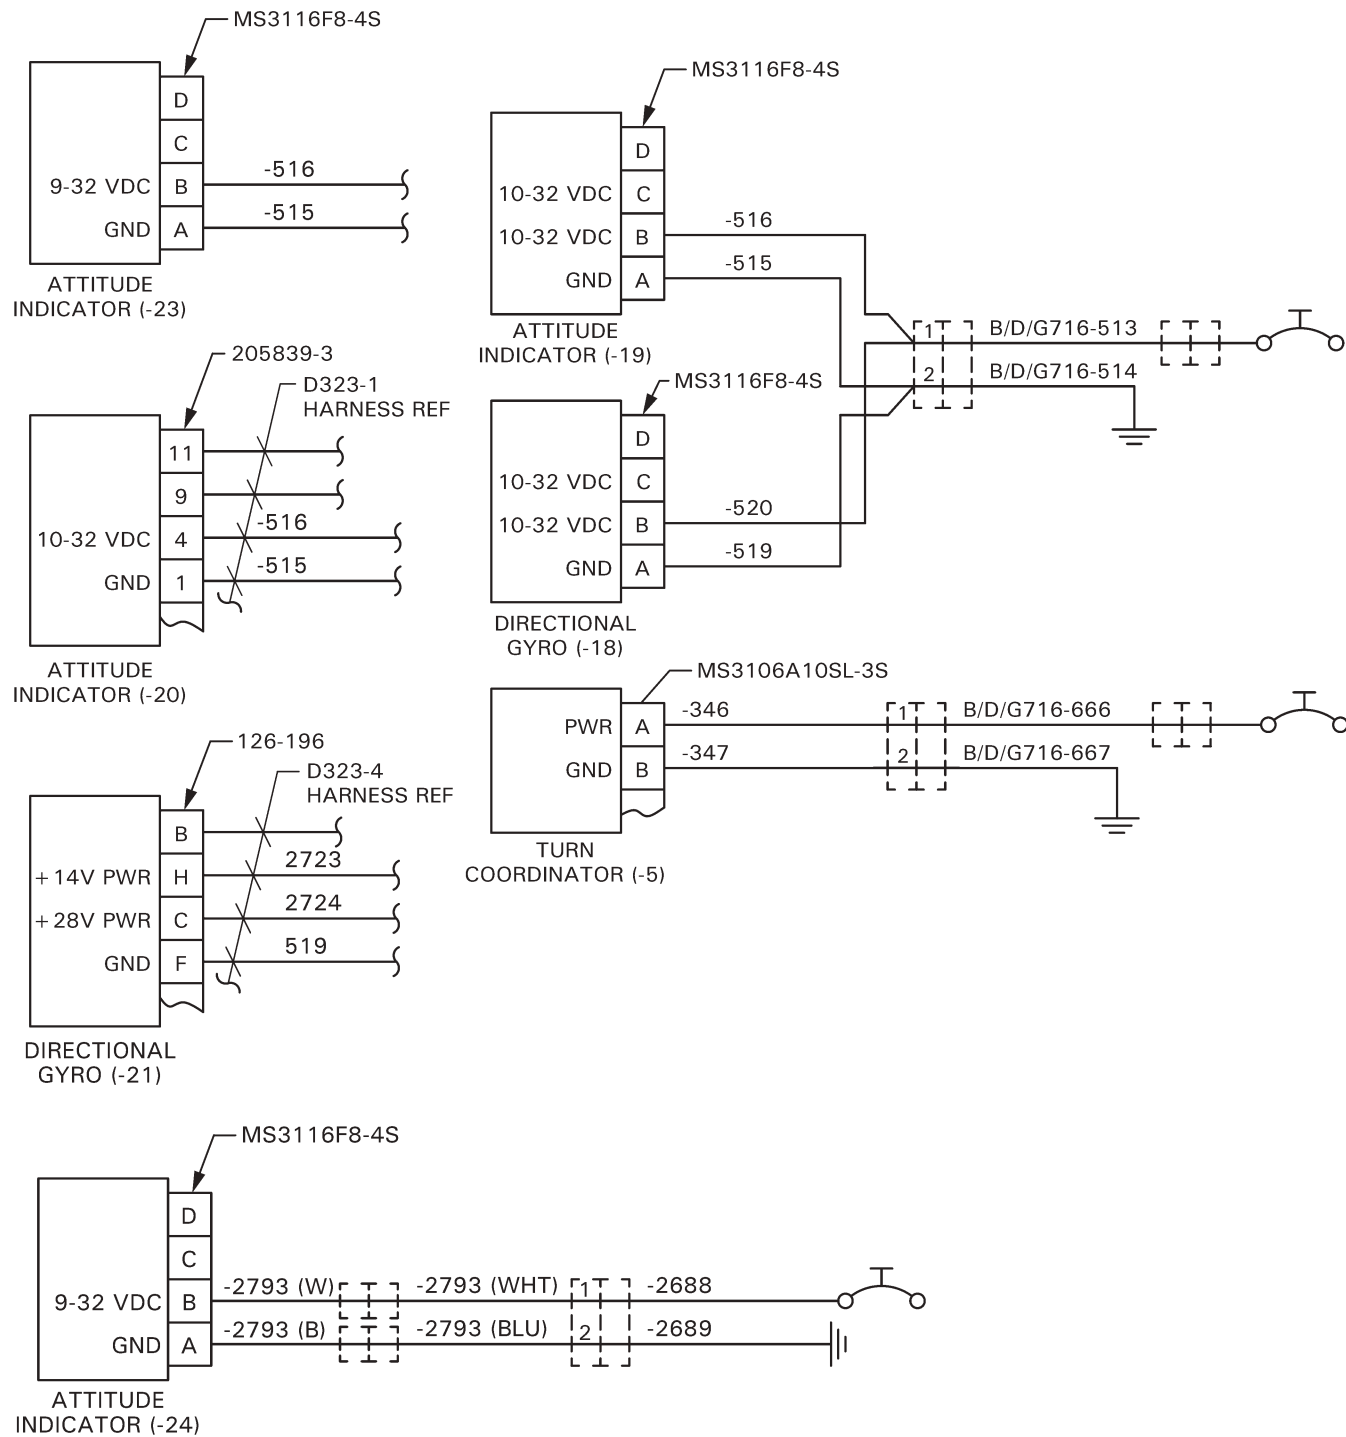 MS3116F8-4S
D
C
9-32 VDC B -516
GND A -515
ATTITUDE
INDICATOR (-23)
205839-3
D323-1
HARNESS REF
11
9
10-32 VDC 4 -516
GND 1 -515
ATTITUDE
INDICATOR (-20)
126-196
D323-4
HARNESS REF
B
+14V PWR H 2723
+28V PWR C 2724
GND F 519
DIRECTIONAL
GYRO (-21)
MS3116F8-4S
D
10-32 VDC C
10-32 VDC B -516
GND A -515
ATTITUDE
INDICATOR (-19)
1 B/D/G716-513
2 B/D/G716-514
MS3116F8-4S
D
10-32 VDC C
10-32 VDC B -520
GND A -519
DIRECTIONAL
GYRO (-18)
MS3106A10SL-3S
PWR A -346 1 B/D/G716-666
GND B -347 2 B/D/G716-667
TURN
COORDINATOR (-5)
MS3116F8-4S
D
C
9-32 VDC B -2793 (W) -2793 (WHT) 1 -2688
GND A -2793 (B) -2793 (BLU) 2 -2689
ATTITUDE
INDICATOR (-24)